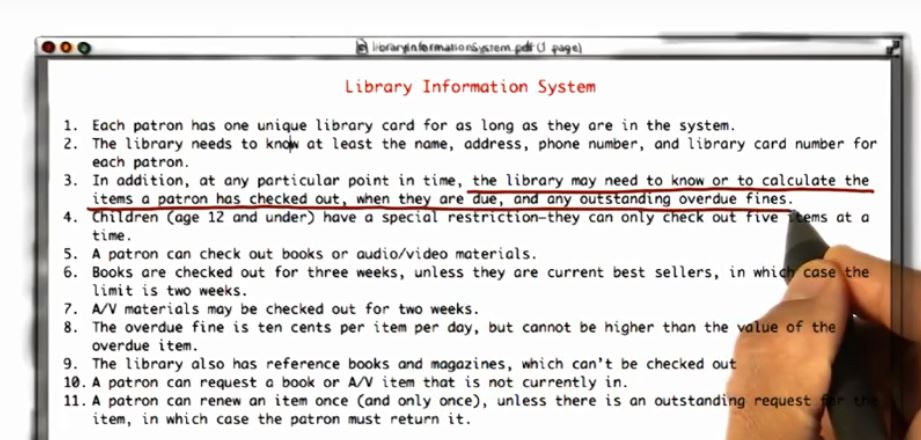 libraryInformationSystem.pdf (1 page)
Library Information System
1. Each patron has one unique library card for as long as they are in the system.
2. The library needs to know at least the name, address, phone number, and library card number for
each patron.
3. In addition, at any particular point in time, the library may need to know or to calculate the
items a patron has checked out, when they are due, and any outstanding overdue fines.
4. Children (age 12 and under) have a special restriction—they can only check out five items at a
time.
5. A patron can check out books or audio/video materials.
6. Books are checked out for three weeks, unless they are current best sellers, in which case the
limit is two weeks.
7. A/V materials may be checked out for two weeks.
8. The overdue fine is ten cents per item per day, but cannot be higher than the value of the
overdue item.
9. The library also has reference books and magazines, which can't be checked out
10. A patron can request a book or A/V item that is not currently in.
11. A patron can renew an item once (and only once), unless there is an outstanding request for the
item, in which case the patron must return it.